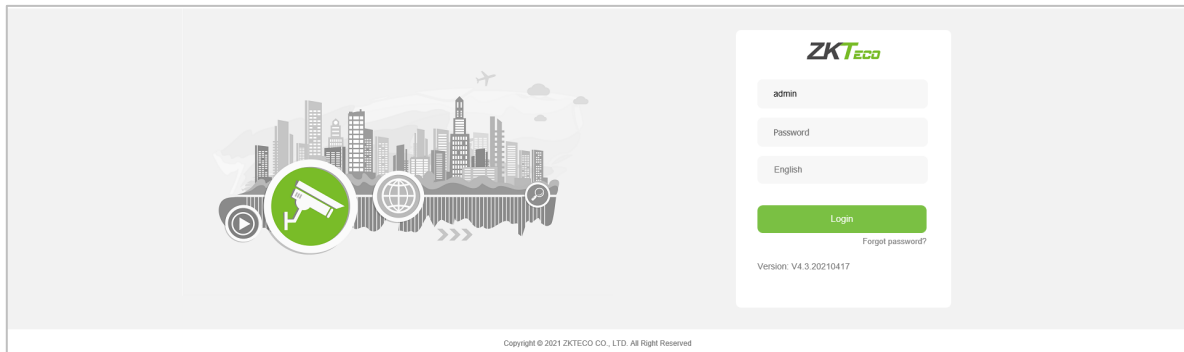 ZKTECO
admin
Password
English
Login
Forgot password?
Version: V4.3.20210417
Copyright © 2021 ZKTECO CO., LTD. All Right Reserved